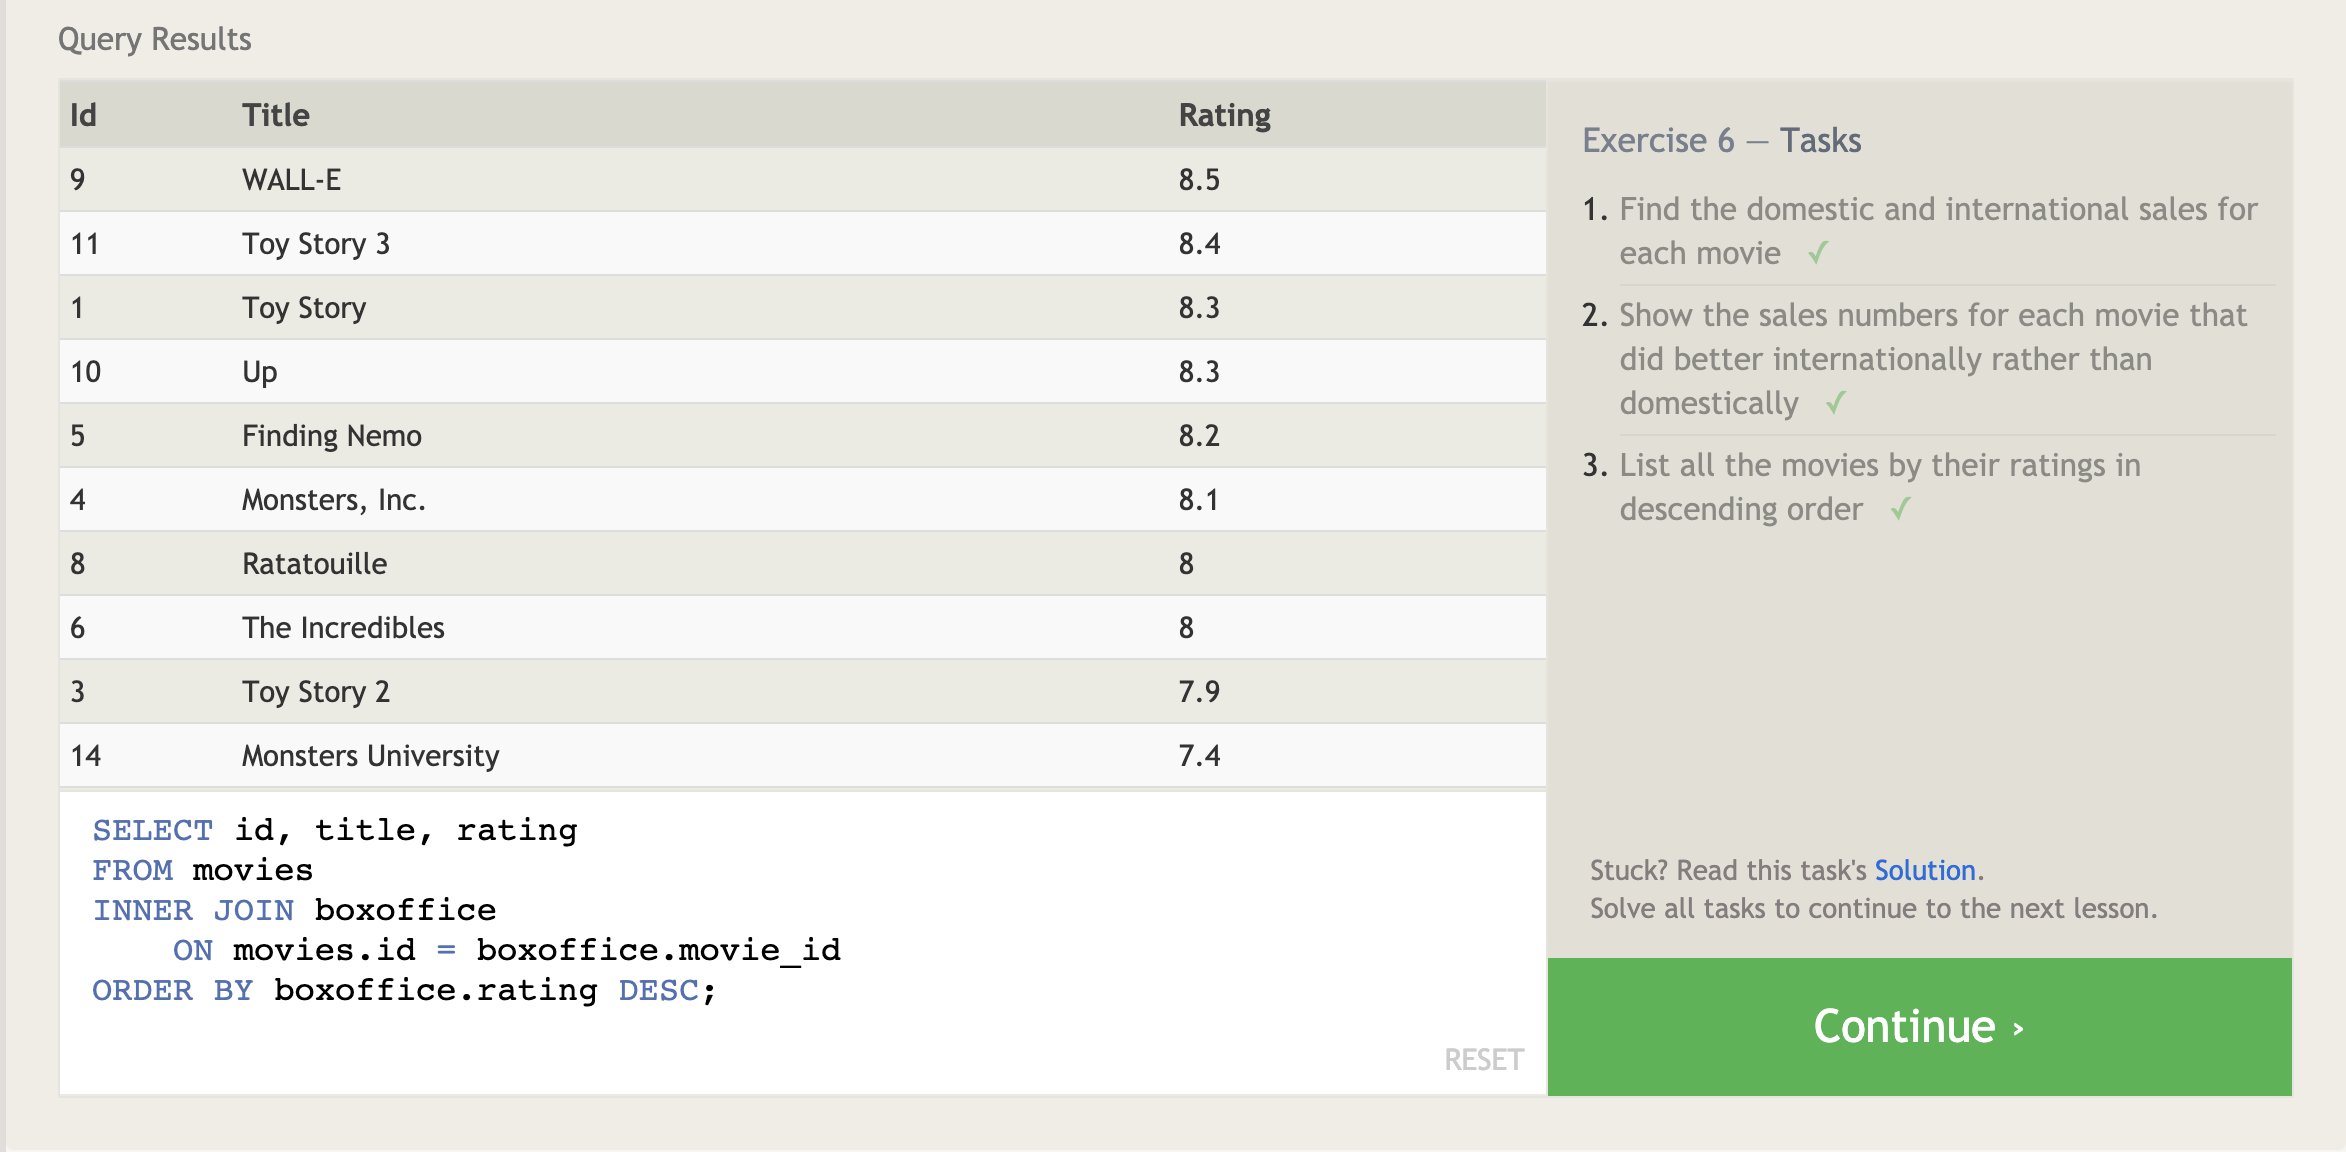 Query Results
Id Title Rating
9 WALL-E 8.5
11 Toy Story 3 8.4
1 Toy Story 8.3
10 Up 8.3
5 Finding Nemo 8.2
4 Monsters, Inc. 8.1
8 Ratatouille 8
6 The Incredibles 8
3 Toy Story 2 7.9
14 Monsters University 7.4
SELECT id, title, rating
FROM movies
INNER JOIN boxoffice
    ON movies.id = boxoffice.movie_id
ORDER BY boxoffice.rating DESC;
RESET
Exercise 6 — Tasks
1. Find the domestic and international sales for
each movie ✓
2. Show the sales numbers for each movie that
did better internationally rather than
domestically ✓
3. List all the movies by their ratings in
descending order ✓
Stuck? Read this task's Solution.
Solve all tasks to continue to the next lesson.
Continue ›